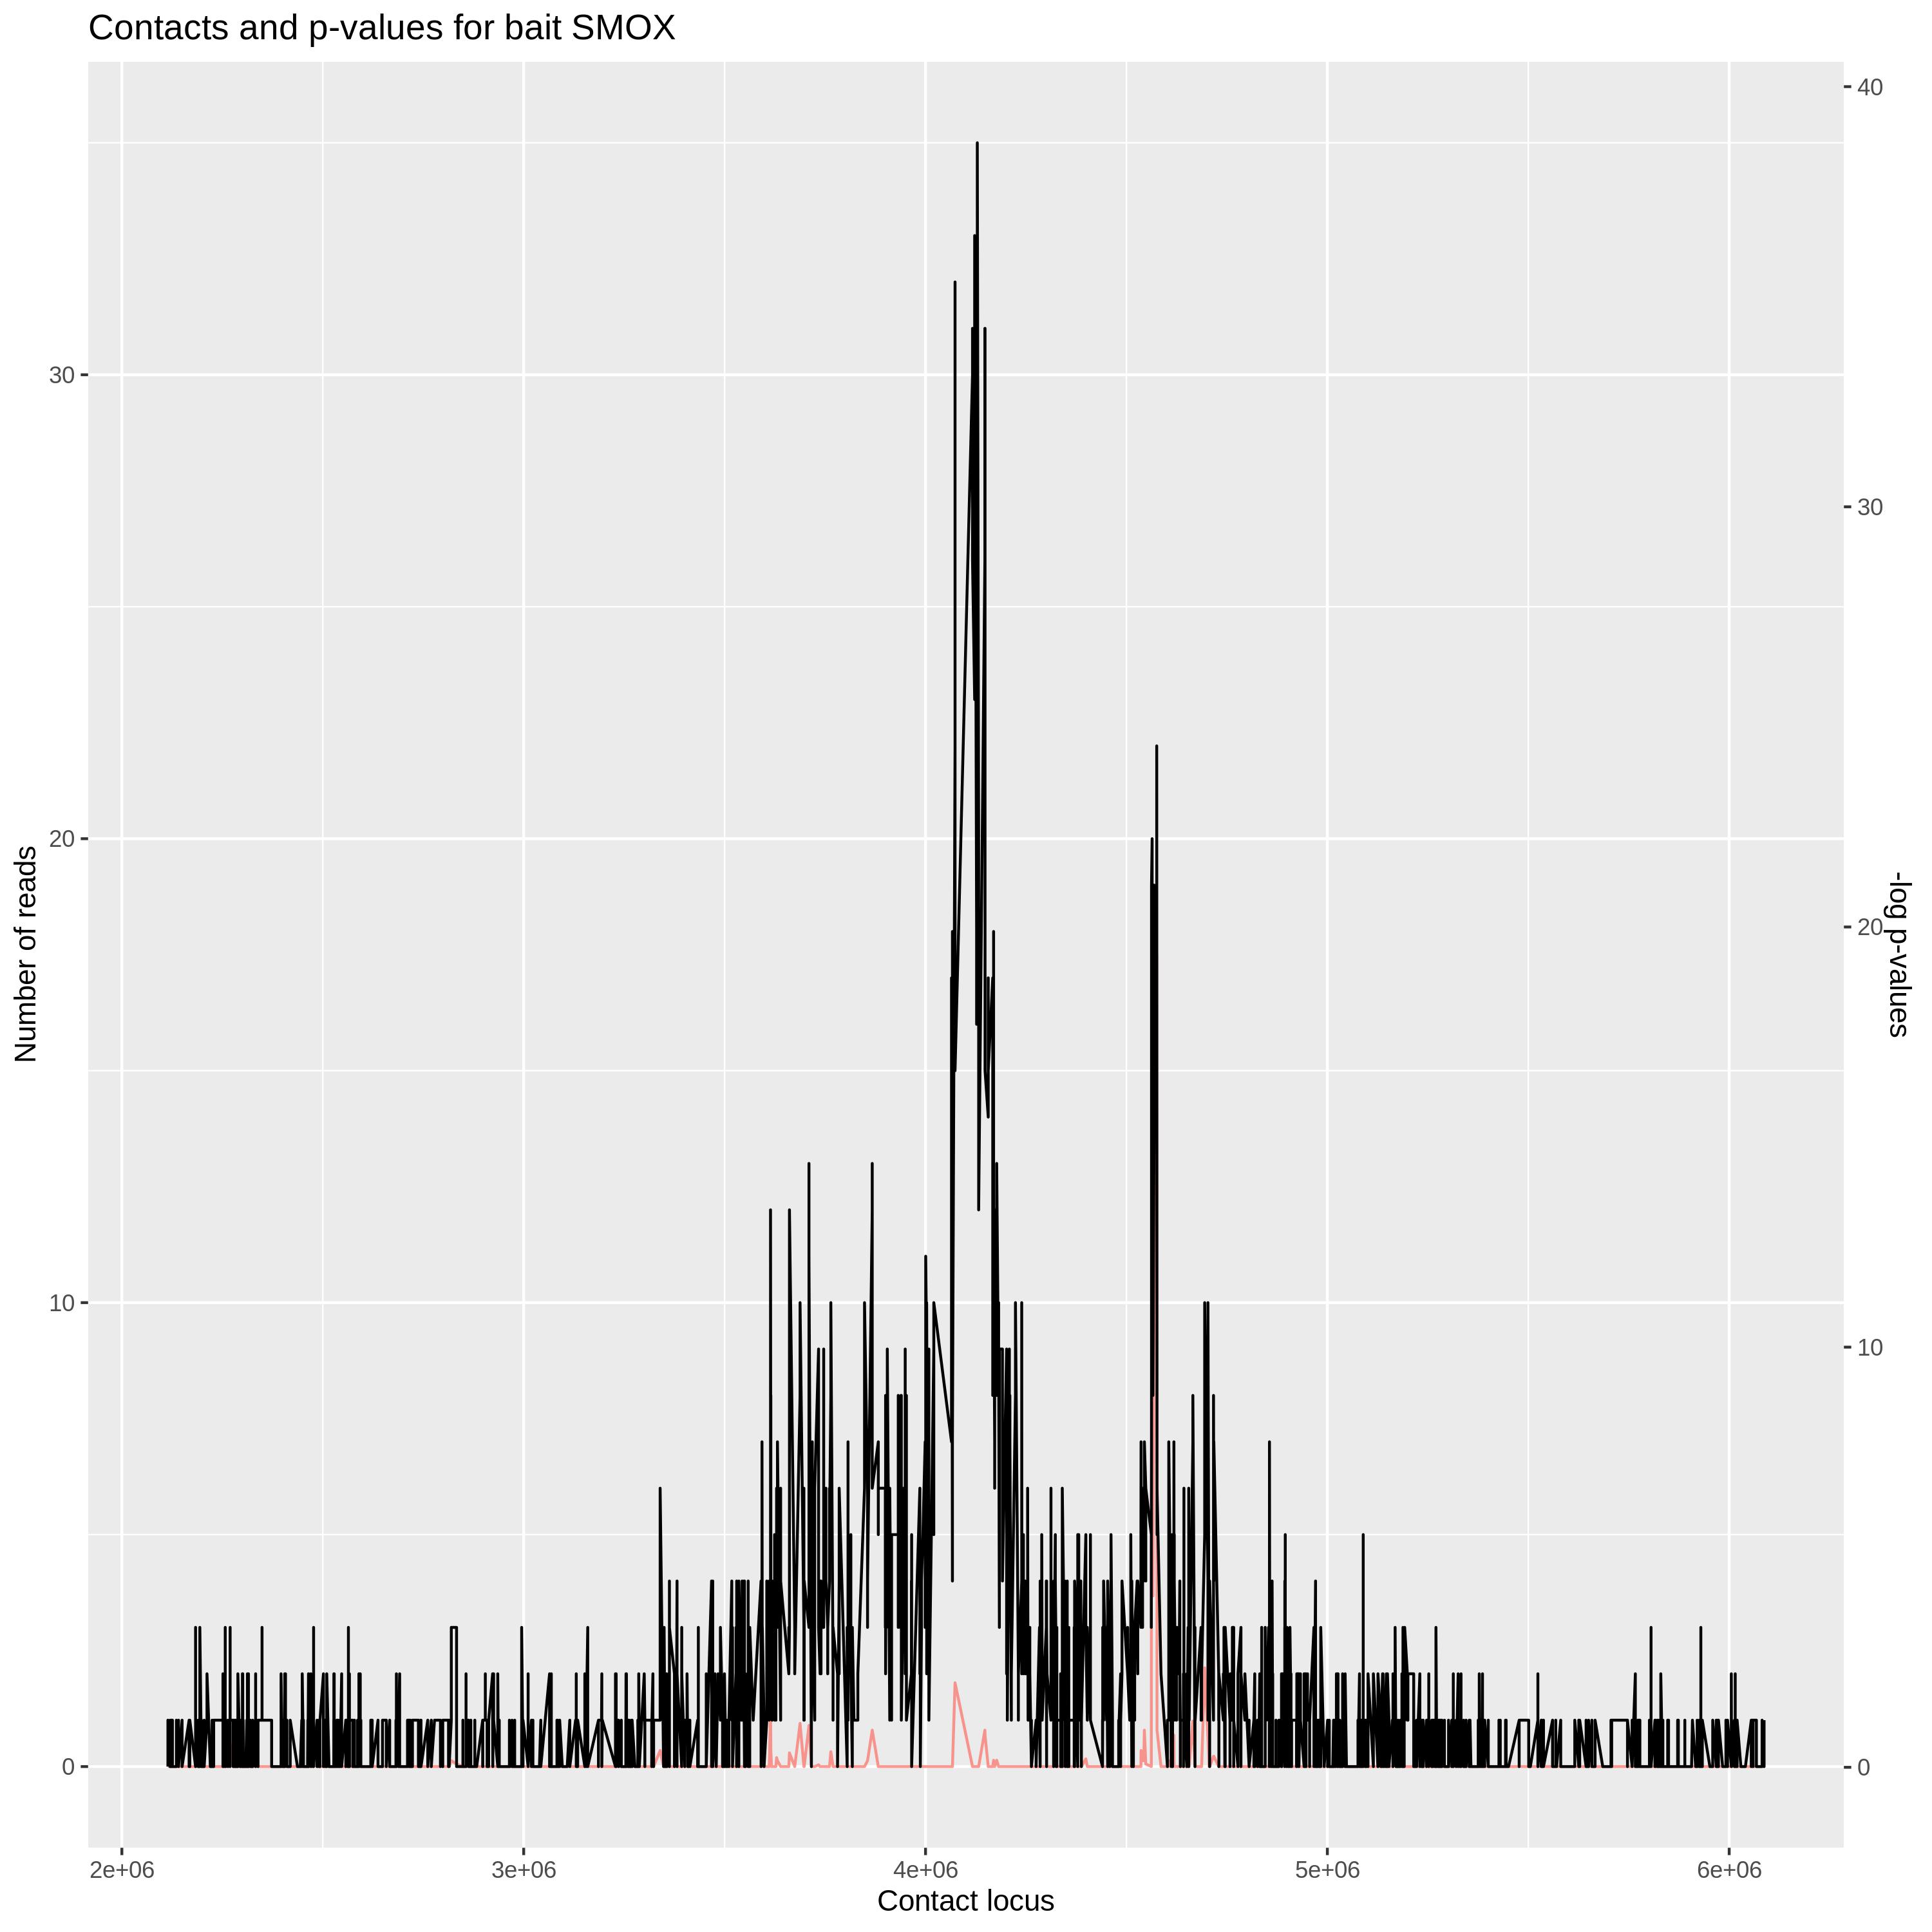 Contacts and p-values for bait SMOX
40
30
30
20
20
10
10
0
0
Number of reads
-log p-values
2e+06
3e+06
4e+06
5e+06
6e+06
Contact locus